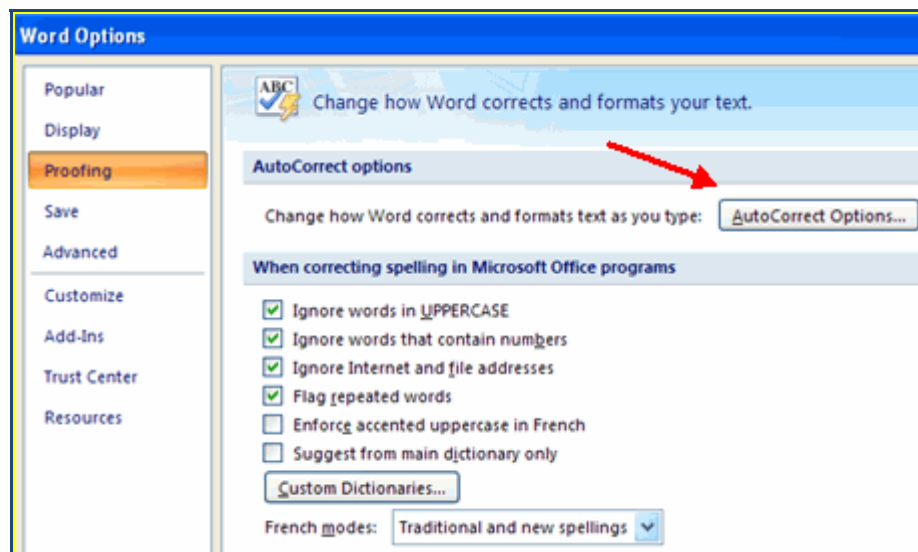 Word Options
Popular
Display
Proofing
Save
Advanced
Customize
Add-Ins
Trust Center
Resources
ABC
Change how Word corrects and formats your text.
AutoCorrect options
Change how Word corrects and formats text as you type: AutoCorrect Options...
When correcting spelling in Microsoft Office programs
Ignore words in UPPERCASE
Ignore words that contain numbers
Ignore Internet and file addresses
Flag repeated words
Enforce accented uppercase in French
Suggest from main dictionary only
Custom Dictionaries...
French modes: Traditional and new spellings